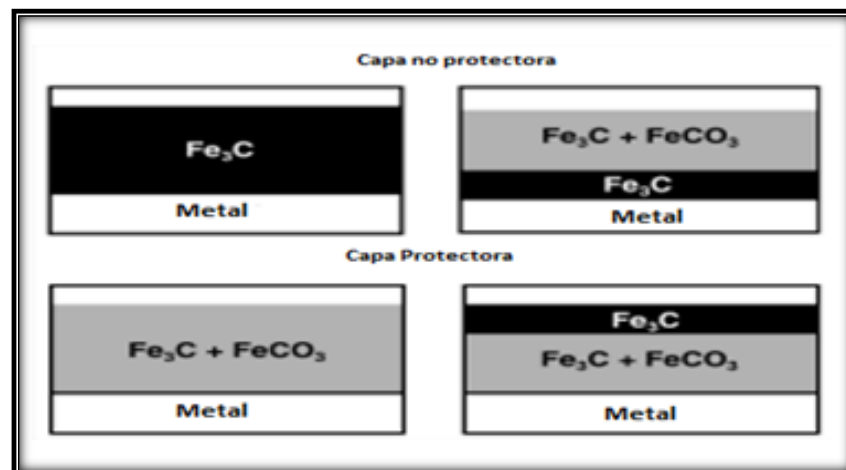 Capa no protectora
Fe₃C
Metal
Fe₃C + FeCO₃
Fe₃C
Metal
Capa Protectora
Fe₃C + FeCO₃
Metal
Fe₃C
Fe₃C + FeCO₃
Metal